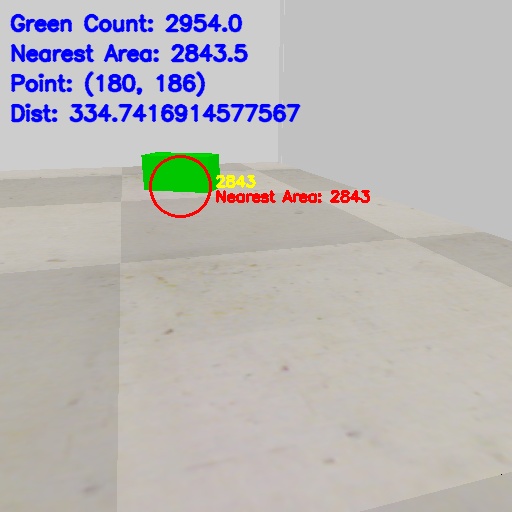 Green Count: 2954.0
Nearest Area: 2843.5
Point: (180, 186)
Dist: 334.7416914577567
2843
Nearest Area: 2843